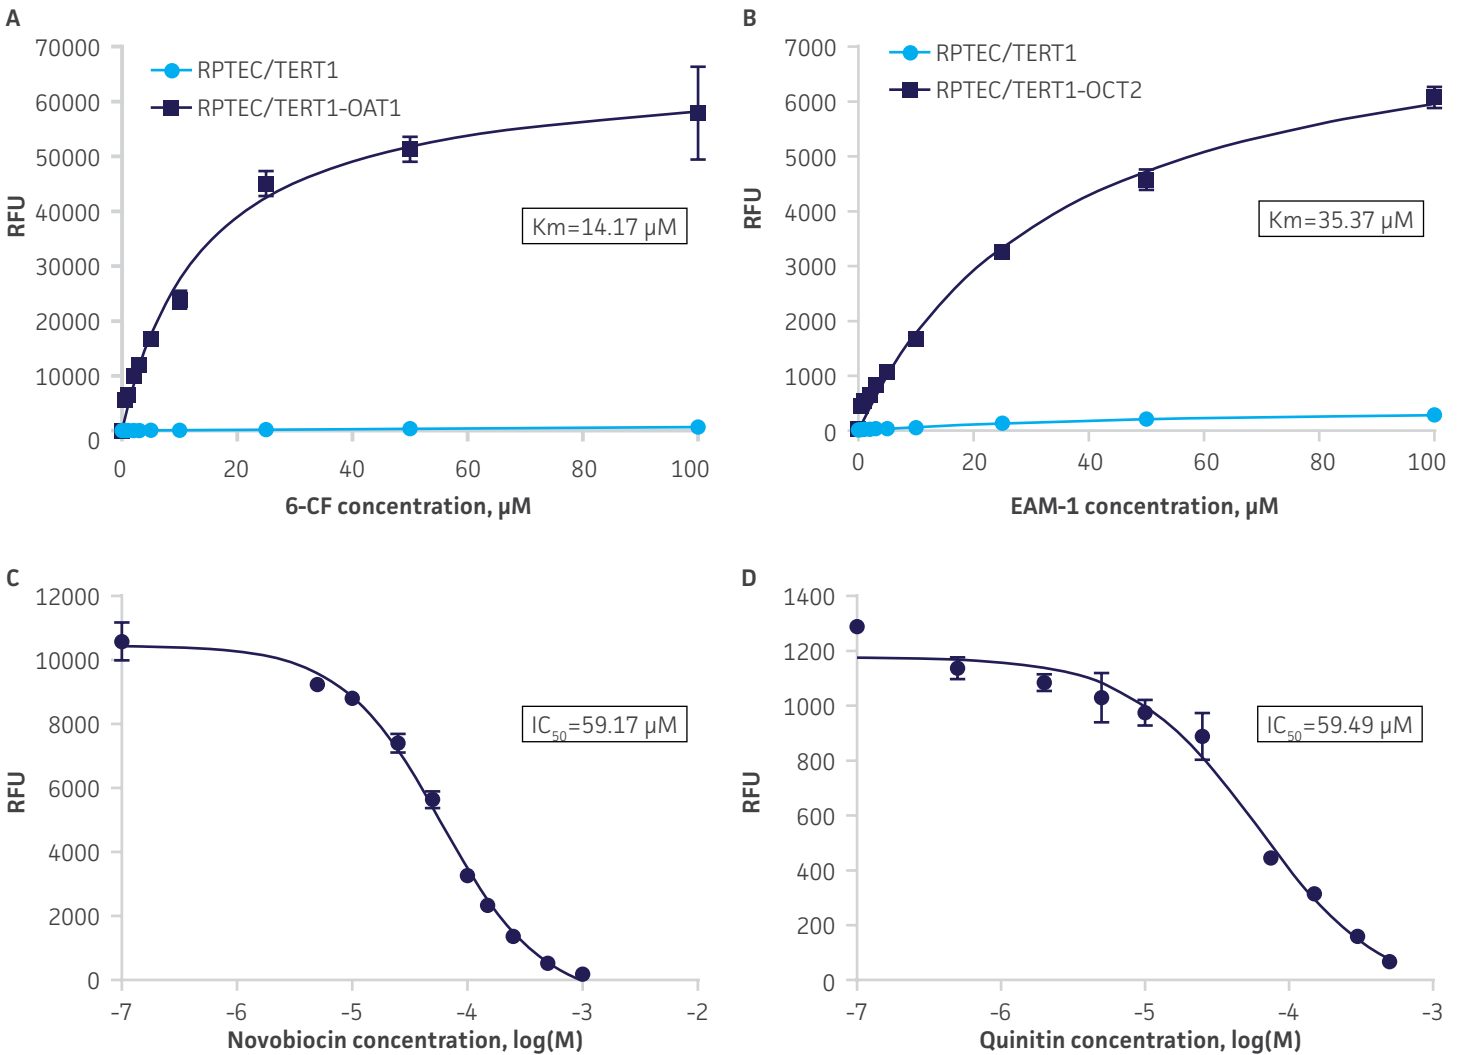 A
70000
60000
50000
40000
30000
20000
10000
0
RFU
RPTEC/TERT1
RPTEC/TERT1-OAT1
Km=14.17 µM
0 20 40 60 80 100
6-CF concentration, µM
B
7000
6000
5000
4000
3000
2000
1000
0
RFU
RPTEC/TERT1
RPTEC/TERT1-OCT2
Km=35.37 µM
0 20 40 60 80 100
EAM-1 concentration, µM
C
12000
10000
8000
6000
4000
2000
0
RFU
IC50=59.17 µM
-7 -6 -5 -4 -3 -2
Novobiocin concentration, log(M)
D
1400
1200
1000
800
600
400
200
0
RFU
IC50=59.49 µM
-7 -6 -5 -4 -3
Quinitin concentration, log(M)